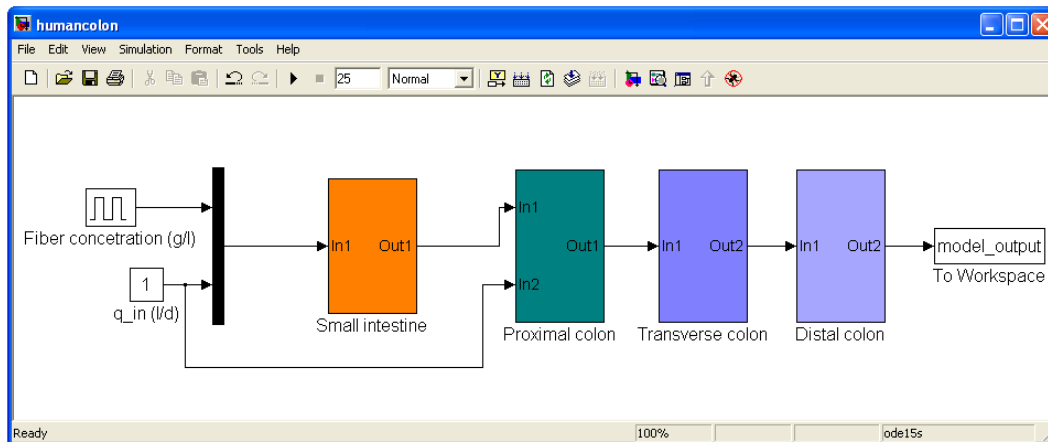 humancolon
File Edit View Simulation Format Tools Help
25 Normal
Fiber concetration (g/l)
1
q_in (l/d)
In1 Out1
Small intestine
In1
Out1
In2
Proximal colon
In1 Out2
Transverse colon
In1 Out2
Distal colon
model_output
To Workspace
Ready 100% ode15s